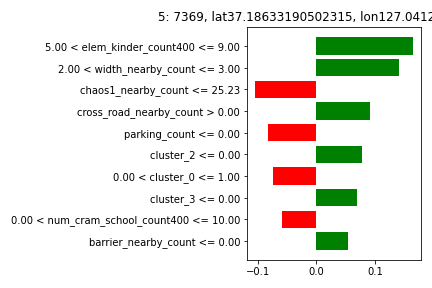 5: 7369, lat37.18633190502315, lon127.0412
5.00 < elem_kinder_count400 <= 9.00
2.00 < width_nearby_count <= 3.00
chaos1_nearby_count <= 25.23
cross_road_nearby_count > 0.00
parking_count <= 0.00
cluster_2 <= 0.00
0.00 < cluster_0 <= 1.00
cluster_3 <= 0.00
0.00 < num_cram_school_count400 <= 10.00
barrier_nearby_count <= 0.00
−0.1 0.0 0.1